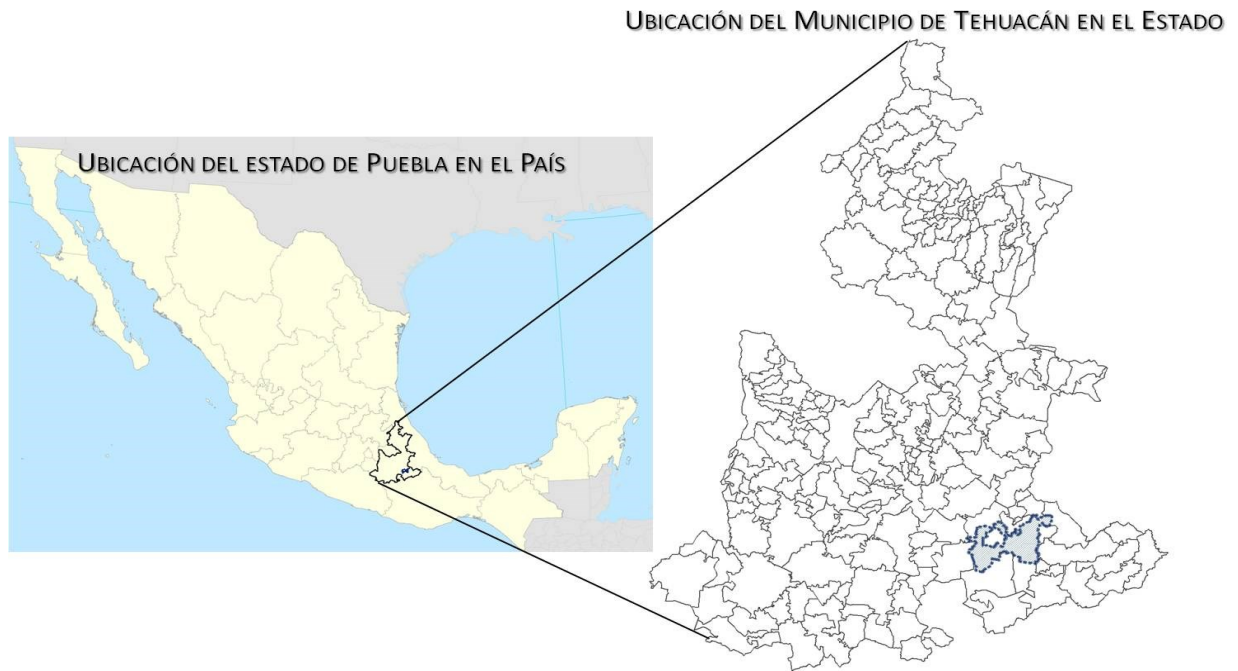 UBICACIÓN DEL MUNICIPIO DE TEHUACÁN EN EL ESTADO
UBICACIÓN DEL ESTADO DE PUEBLA EN EL PAÍS